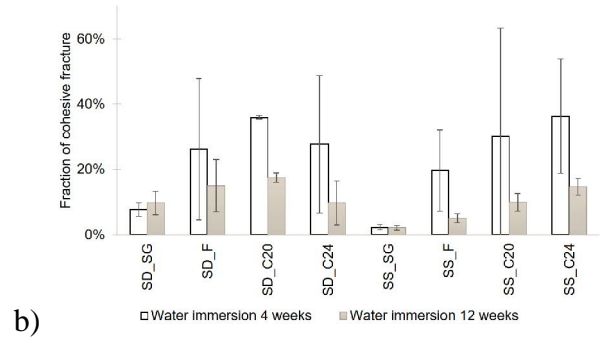 60%
40%
20%
0%
Fraction of cohesive fracture
SD_SG
SD_F
SD_C20
SD_C24
SS_SG
SS_F
SS_C20
SS_C24
Water immersion 4 weeks
Water immersion 12 weeks
b)